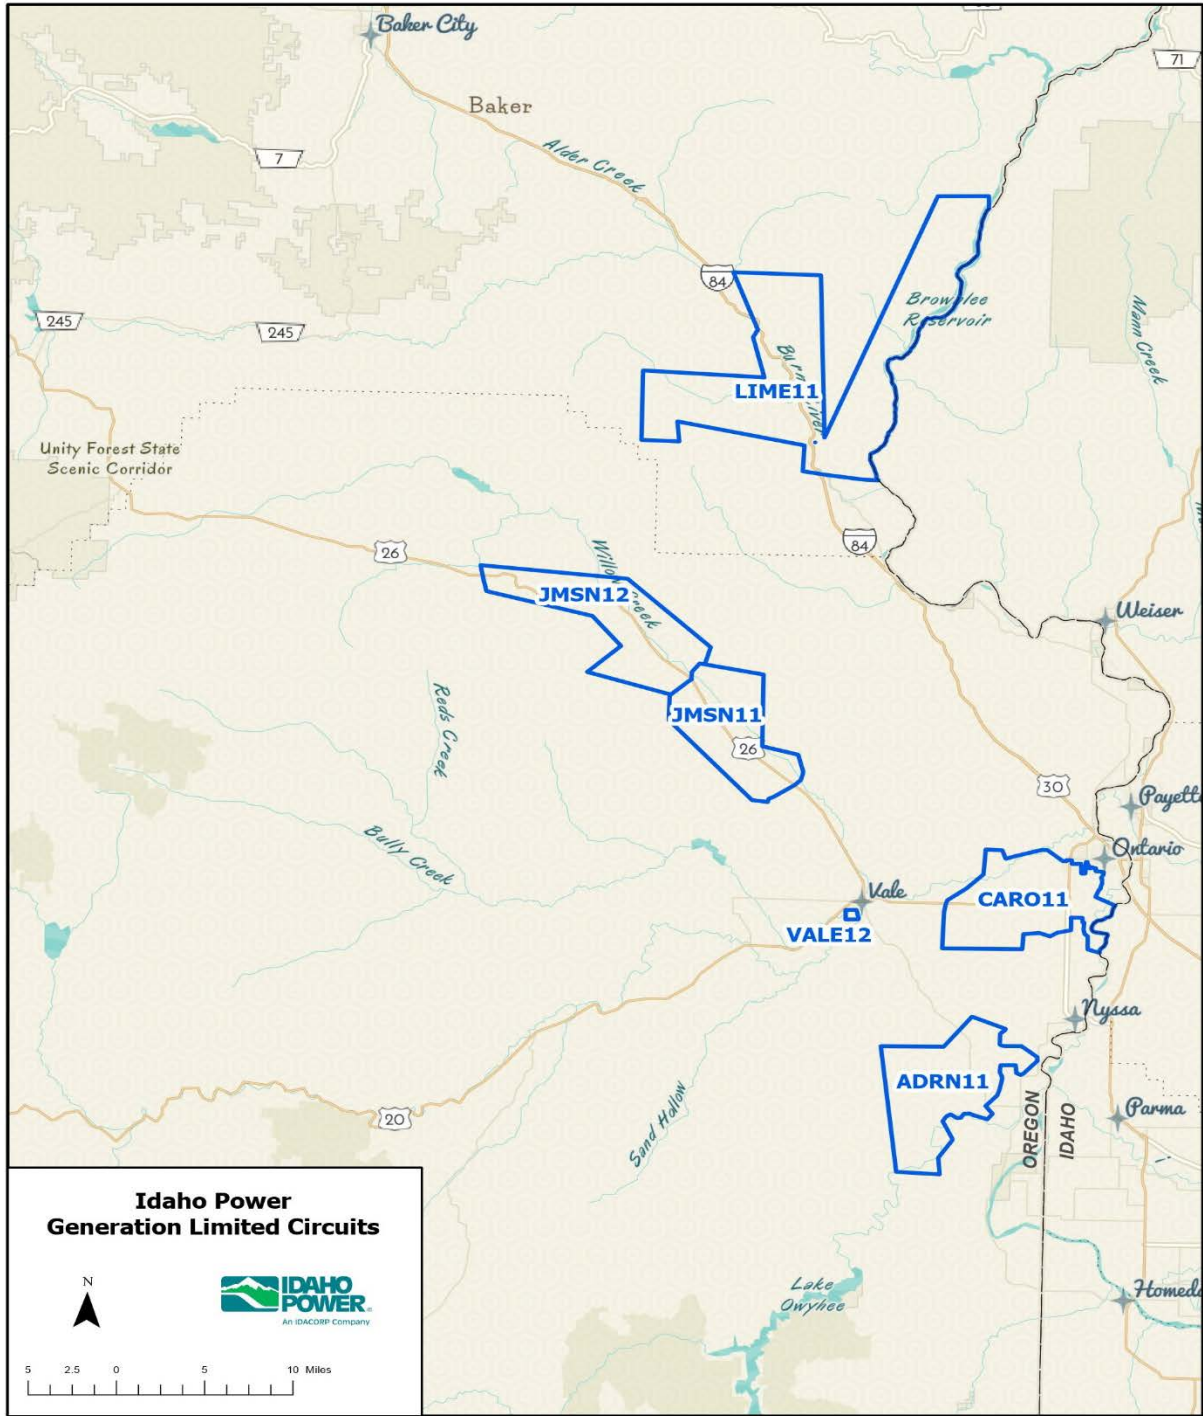 Baker City
71
Baker
7
Alder Creek
84
Brownlee
Reservoir
245
245
Mann Creek
Burnt River
LIME11
Unity Forest State
Scenic Corridor
26
84
Willow Creek
JMSN12
Weiser
Reds Creek
JMSN11
26
30
Payette
Bully Creek
Ontario
Vale
CARO11
VALE12
Nyssa
ADRN11
20
Sand Hollow
OREGON
IDAHO
Parma
Lake
Owyhee
Homeda
Idaho Power
Generation Limited Circuits
N
IDAHO
POWER®
An IDACORP Company
5 2.5 0 5 10 Miles